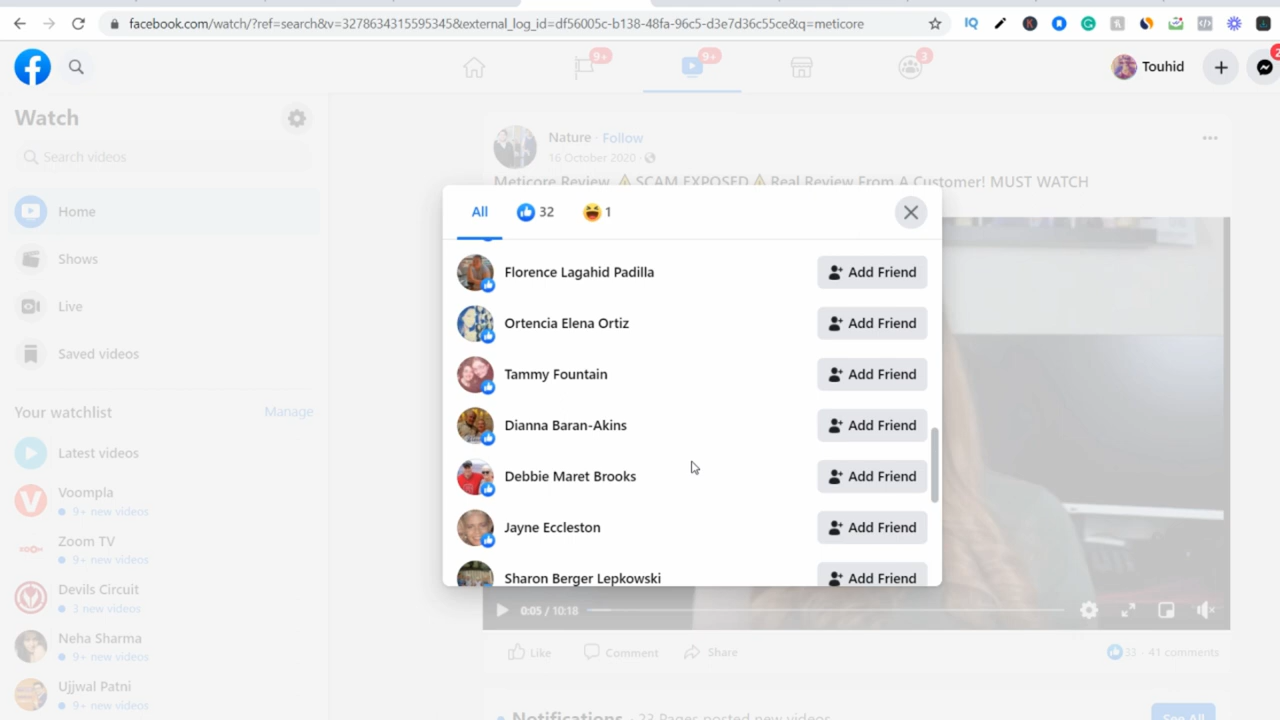 facebook.com/watch/?ref=search&v=3278634315595345&external_log_id=df56005c-b138-48fa-96c5-d3e7d36c55ce&q=meticore
IQ
9+
9+
3
Touhid
2
Watch
Search videos
Home
Shows
Live
Saved videos
Your watchlist
Manage
Latest videos
Voompla
9+ new videos
Zoom TV
9+ new videos
Devils Circuit
3 new videos
Neha Sharma
9+ new videos
Ujjwal Patni
9+ new videos
Nature · Follow
16 October 2020 ·
Meticore Review ⚠ SCAM EXPOSED ⚠ Real Review From A Customer! MUST WATCH
All 32 1
Florence Lagahid Padilla Add Friend
Ortencia Elena Ortiz Add Friend
Tammy Fountain Add Friend
Dianna Baran-Akins Add Friend
Debbie Maret Brooks Add Friend
Jayne Eccleston Add Friend
Sharon Berger Lepkowski Add Friend
0:05 / 10:18
Like Comment Share 33 · 41 comments
Notifications · 23 Pages posted new videos
See All